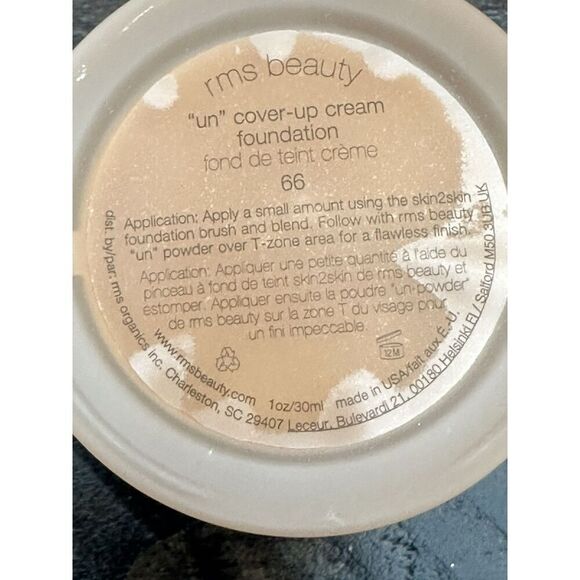 rms beauty
"un" cover-up cream
foundation
fond de teint crème
66
Application: Apply a small amount using the skin2skin
foundation brush and blend. Follow with rms beauty
"un" powder over T-zone area for a flawless finish.
Application: Appliquer une petite quantité à l'aide du
pinceau à fond de teint skin2skin de rms beauty et
estomper. Appliquer ensuite la poudre "un-powder"
de rms beauty sur la zone T du visage pour
un fini impeccable.
12M
www.rmsbeauty.com 1oz/30ml made in USA/fait aux É.-U.
dist. by/par: rms organics inc. Charleston, SC 29407 Leceur, Bulevardi 21, 00180 Helsinki FI / Salford M50 3UB UK